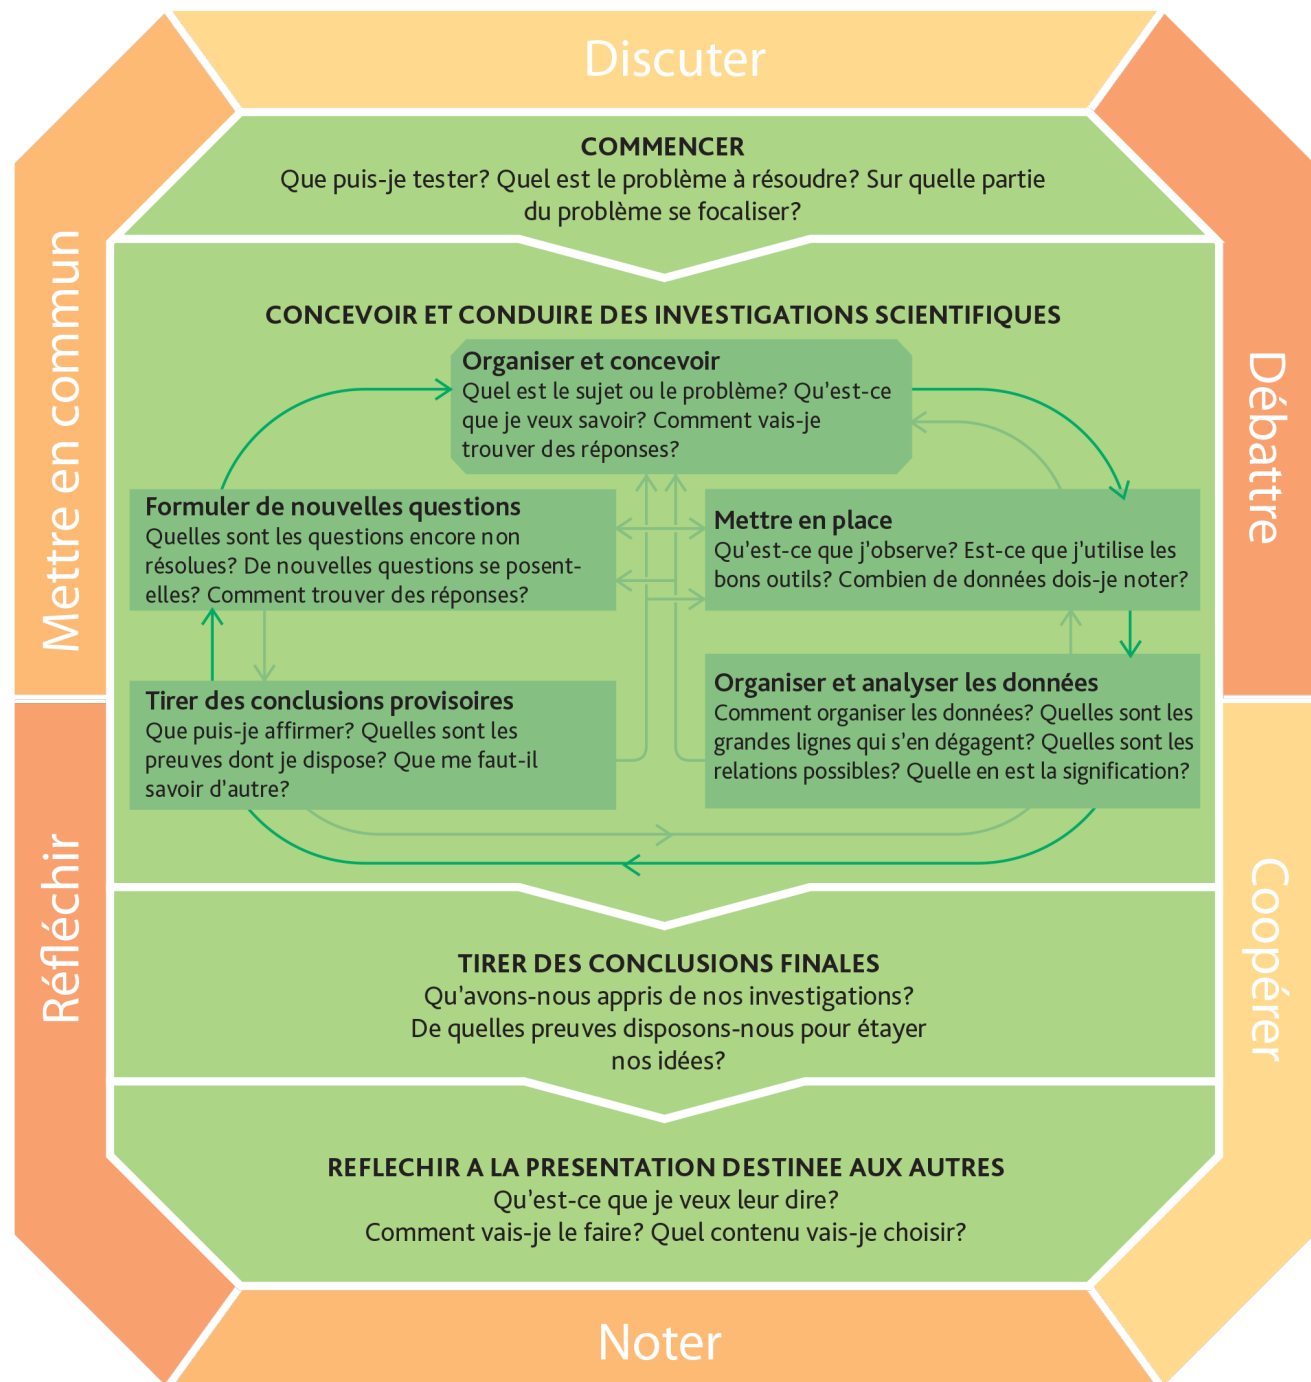 Discuter
COMMENCER
Que puis-je tester? Quel est le problème à résoudre? Sur quelle partie
du problème se focaliser?
Mettre en commun
Débattre
CONCEVOIR ET CONDUIRE DES INVESTIGATIONS SCIENTIFIQUES
Organiser et concevoir
Quel est le sujet ou le problème? Qu’est-ce
que je veux savoir? Comment vais-je
trouver des réponses?
Formuler de nouvelles questions
Quelles sont les questions encore non
résolues? De nouvelles questions se posent-
elles? Comment trouver des réponses?
Mettre en place
Qu’est-ce que j’observe? Est-ce que j’utilise les
bons outils? Combien de données dois-je noter?
Tirer des conclusions provisoires
Que puis-je affirmer? Quelles sont les
preuves dont je dispose? Que me faut-il
savoir d’autre?
Organiser et analyser les données
Comment organiser les données? Quelles sont les
grandes lignes qui s’en dégagent? Quelles sont les
relations possibles? Quelle en est la signification?
Réfléchir
Coopérer
TIRER DES CONCLUSIONS FINALES
Qu’avons-nous appris de nos investigations?
De quelles preuves disposons-nous pour étayer
nos idées?
REFLECHIR A LA PRESENTATION DESTINEE AUX AUTRES
Qu’est-ce que je veux leur dire?
Comment vais-je le faire? Quel contenu vais-je choisir?
Noter